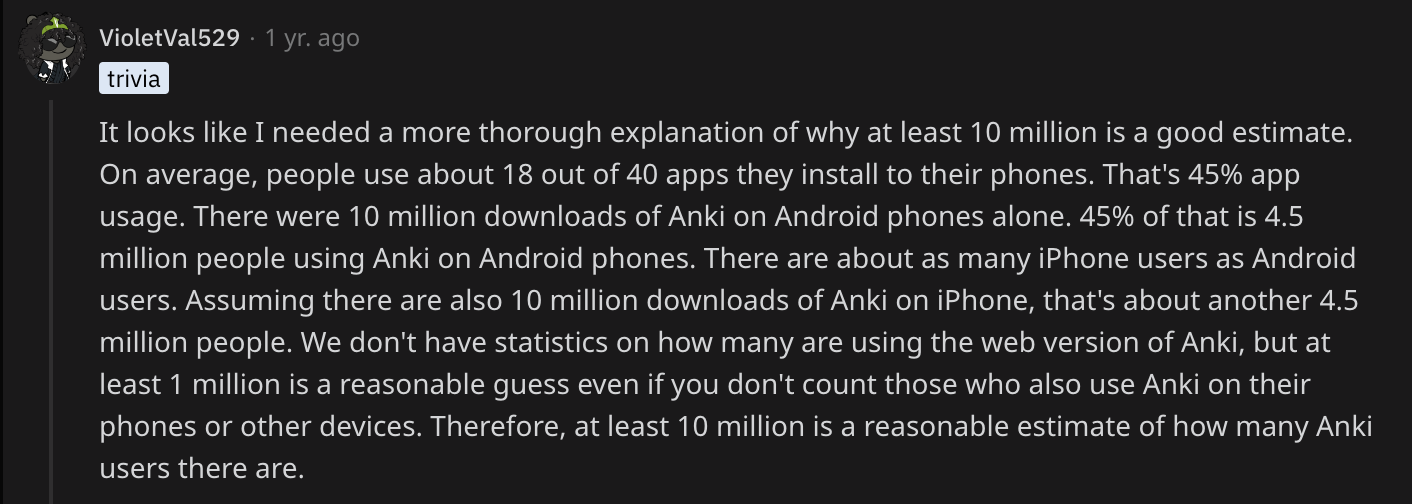 VioletVal529 · 1 yr. ago
trivia
It looks like I needed a more thorough explanation of why at least 10 million is a good estimate.
On average, people use about 18 out of 40 apps they install to their phones. That's 45% app
usage. There were 10 million downloads of Anki on Android phones alone. 45% of that is 4.5
million people using Anki on Android phones. There are about as many iPhone users as Android
users. Assuming there are also 10 million downloads of Anki on iPhone, that's about another 4.5
million people. We don't have statistics on how many are using the web version of Anki, but at
least 1 million is a reasonable guess even if you don't count those who also use Anki on their
phones or other devices. Therefore, at least 10 million is a reasonable estimate of how many Anki
users there are.